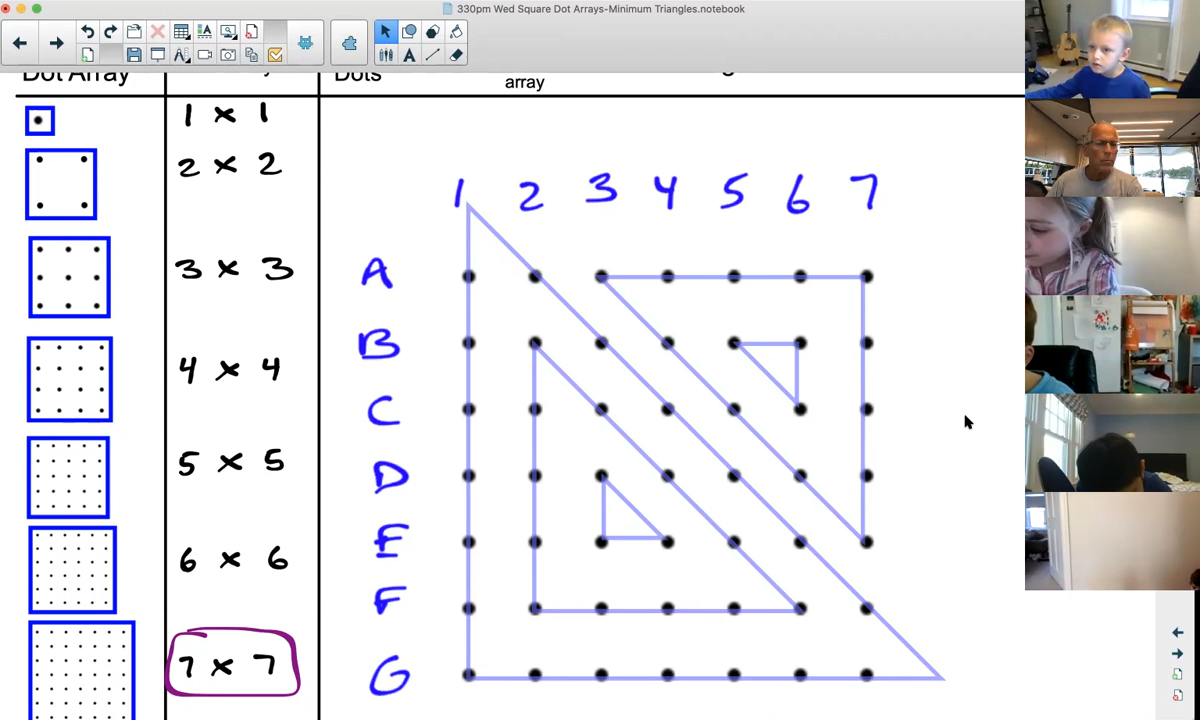 330pm Wed Square Dot Arrays-Minimum Triangles.notebook
Dot Array
Dots
array
1 x 1
2 x 2
3 x 3
4 x 4
5 x 5
6 x 6
7 x 7
1 2 3 4 5 6 7
A
B
C
D
E
F
G